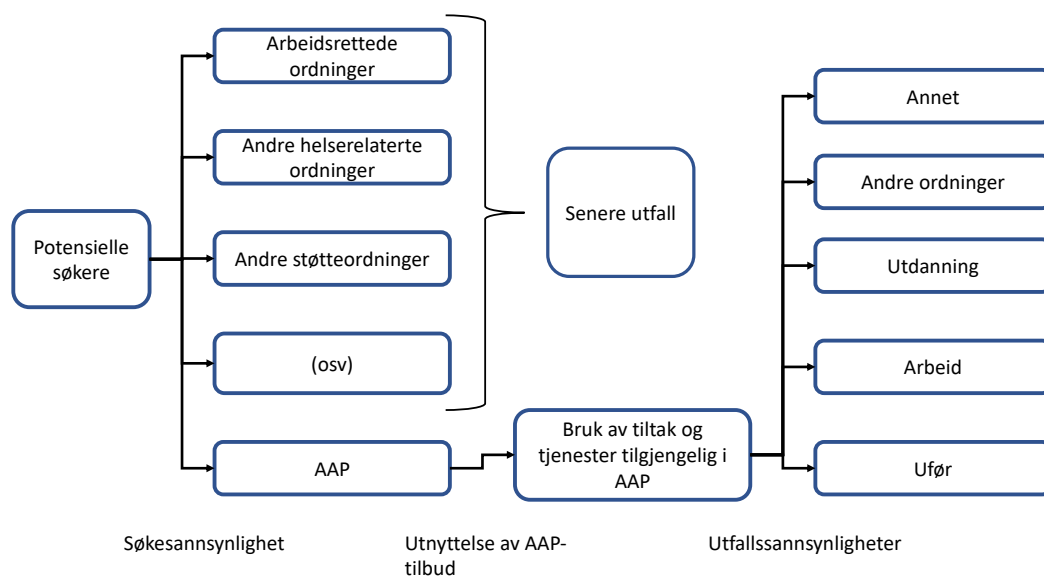 Potensielle
søkere
Arbeidsrettede
ordninger
Andre helserelaterte
ordninger
Andre støtteordninger
(osv)
AAP
Senere utfall
Bruk av tiltak og
tjenester tilgjengelig i
AAP
Annet
Andre ordninger
Utdanning
Arbeid
Ufør
Søkesannsynlighet
Utnyttelse av AAP-
tilbud
Utfallssannsynligheter